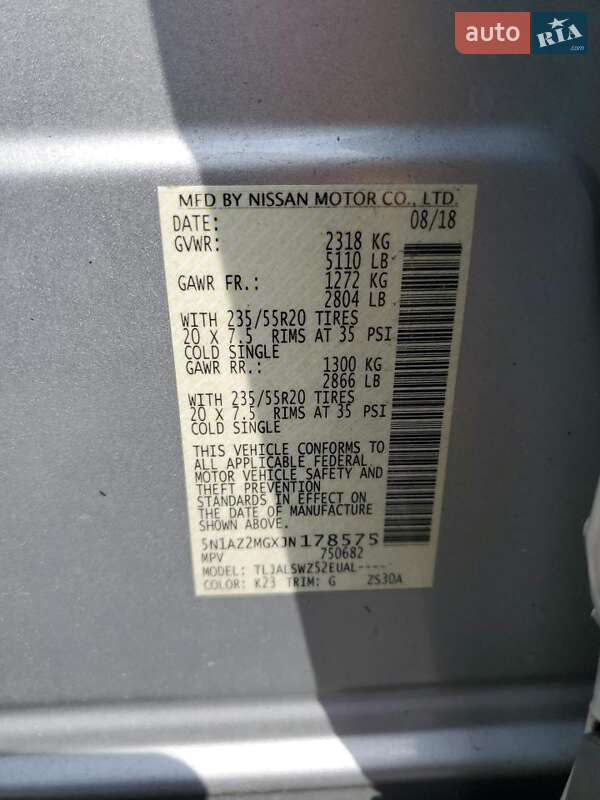 auto RIA
.com
MFD BY NISSAN MOTOR CO., LTD.
DATE: 08/18
GVWR: 2318 KG
5110 LB
GAWR FR.: 1272 KG
2804 LB
WITH 235/55R20 TIRES
20 X 7.5 RIMS AT 35 PSI
COLD SINGLE
GAWR RR.: 1300 KG
2866 LB
WITH 235/55R20 TIRES
20 X 7.5 RIMS AT 35 PSI
COLD SINGLE
THIS VEHICLE CONFORMS TO
ALL APPLICABLE FEDERAL
MOTOR VEHICLE SAFETY AND
THEFT PREVENTION
STANDARDS IN EFFECT ON
THE DATE OF MANUFACTURE
SHOWN ABOVE.
5N1AZ2MGXJN178575
MPV 750682
MODEL: TLJALSWZ52EUAL----
COLOR: K23 TRIM: G ZS30A